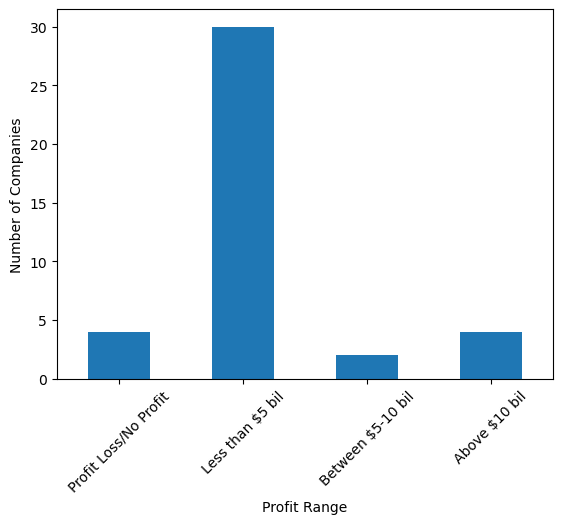 30
25
20
15
10
5
0
Number of Companies
Profit Loss/No Profit
Less than $5 bil
Between $5-10 bil
Above $10 bil
Profit Range